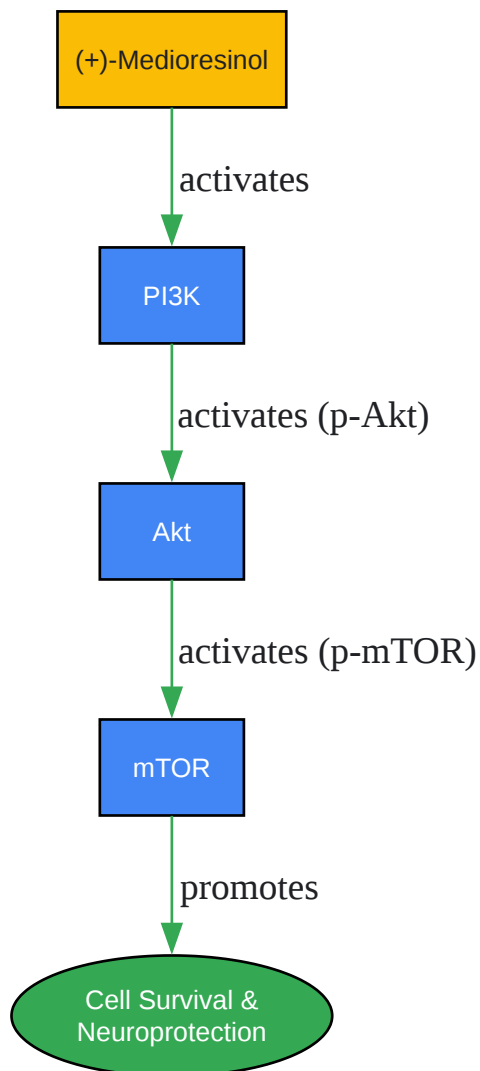 (+)-Medioresinol
activates
PI3K
activates (p-Akt)
Akt
activates (p-mTOR)
mTOR
promotes
Cell Survival &
Neuroprotection